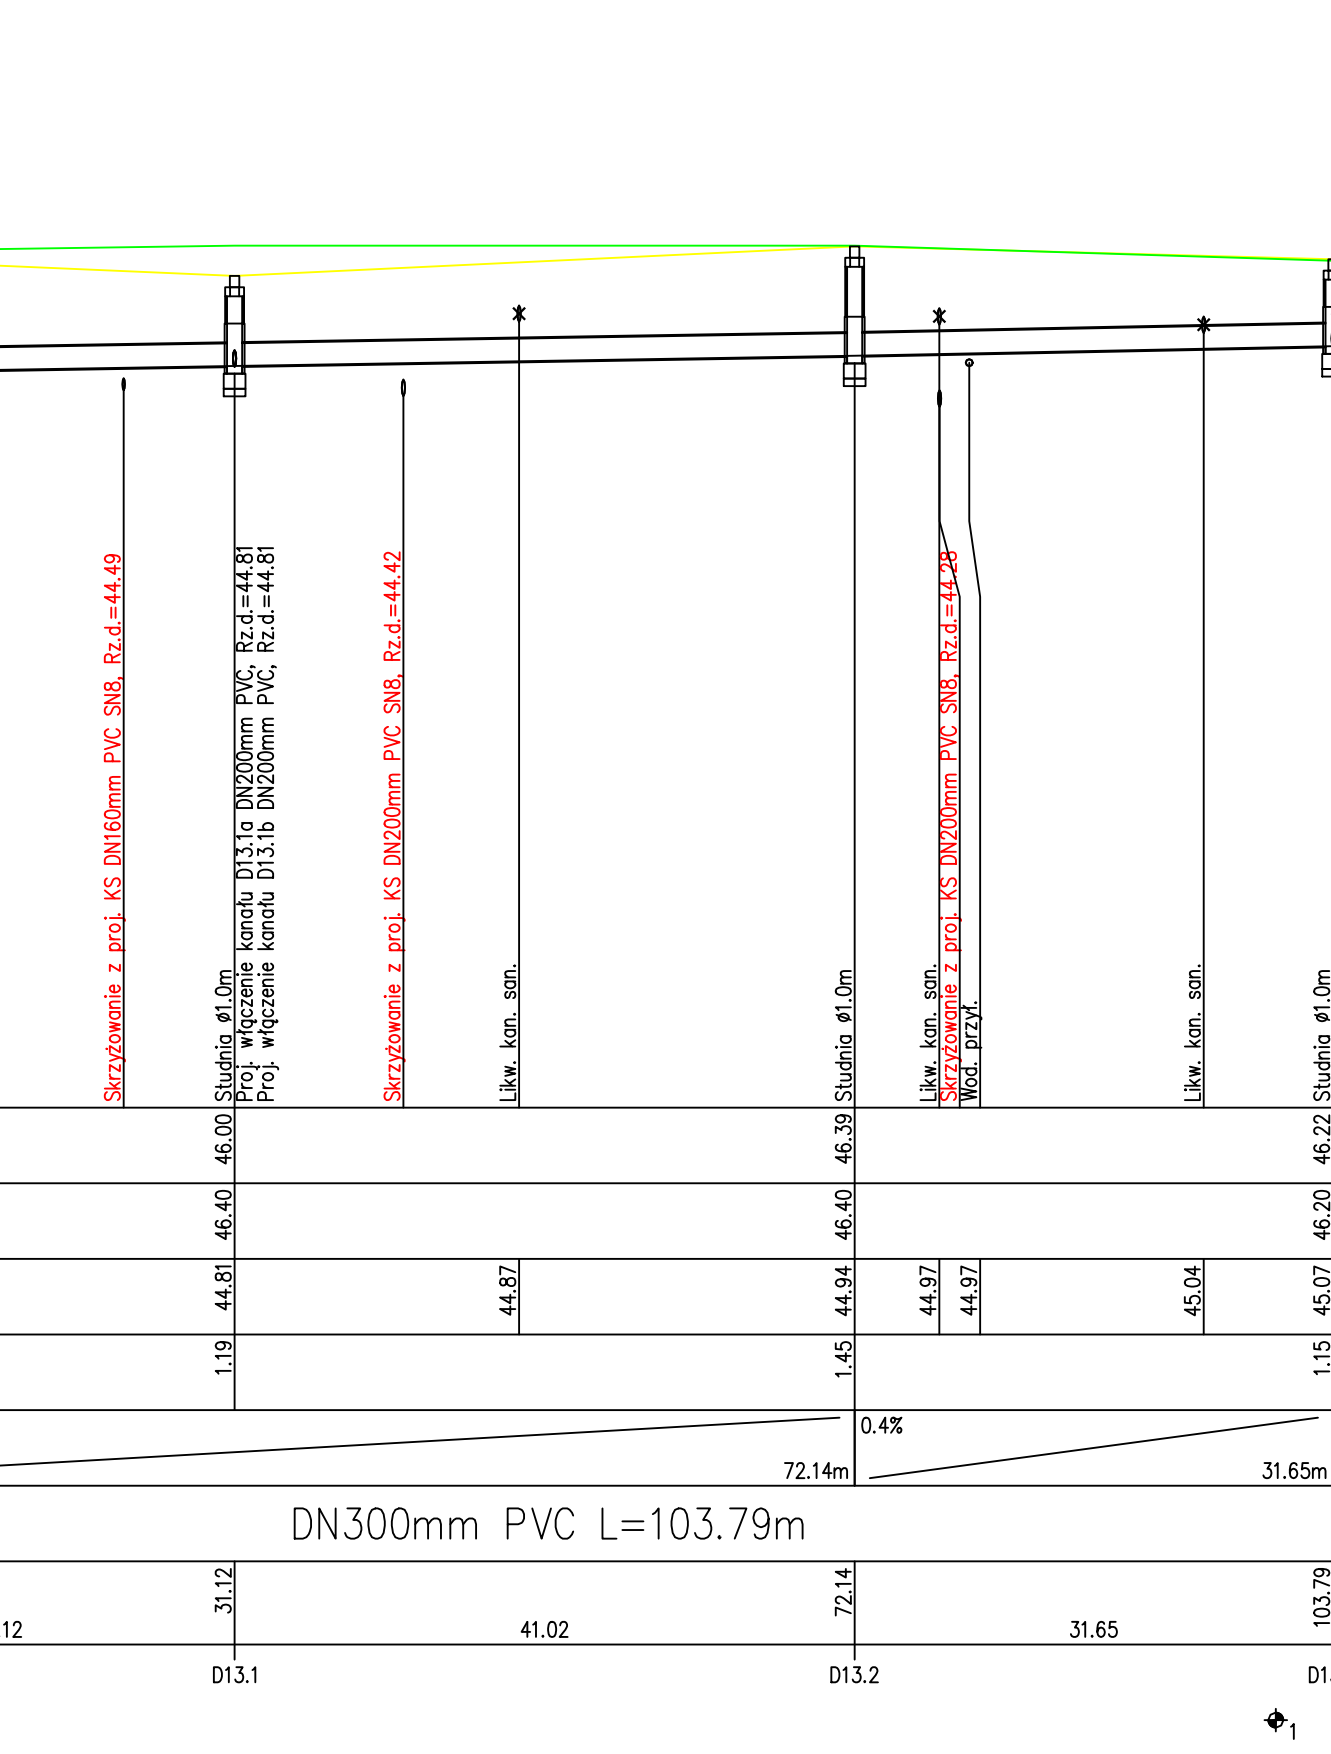 Skrzyżowanie z proj. KS DN160mm PVC SN8, Rz.d.=44.49
Studnia ø1.0m
Proj. włączenie kanału D13.1a DN200mm PVC, Rz.d.=44.81
Proj. włączenie kanału D13.1b DN200mm PVC, Rz.d.=44.81
Skrzyżowanie z proj. KS DN200mm PVC SN8, Rz.d.=44.42
Likw. kan. san.
Studnia ø1.0m
Likw. kan. san.
Skrzyżowanie z proj. KS DN200mm PVC SN8, Rz.d.=44.28
Wod. przył.
Likw. kan. san.
Studnia ø1.0m
46.00 46.39 46.22
46.40 46.40 46.20
44.81 44.87 44.94 44.97 44.97 45.04 45.07
1.19 1.45 1.15
0.4%
72.14m 31.65m
DN300mm PVC L=103.79m
31.12 72.14 103.79
.12 41.02 31.65
D13.1 D13.2 D1
1